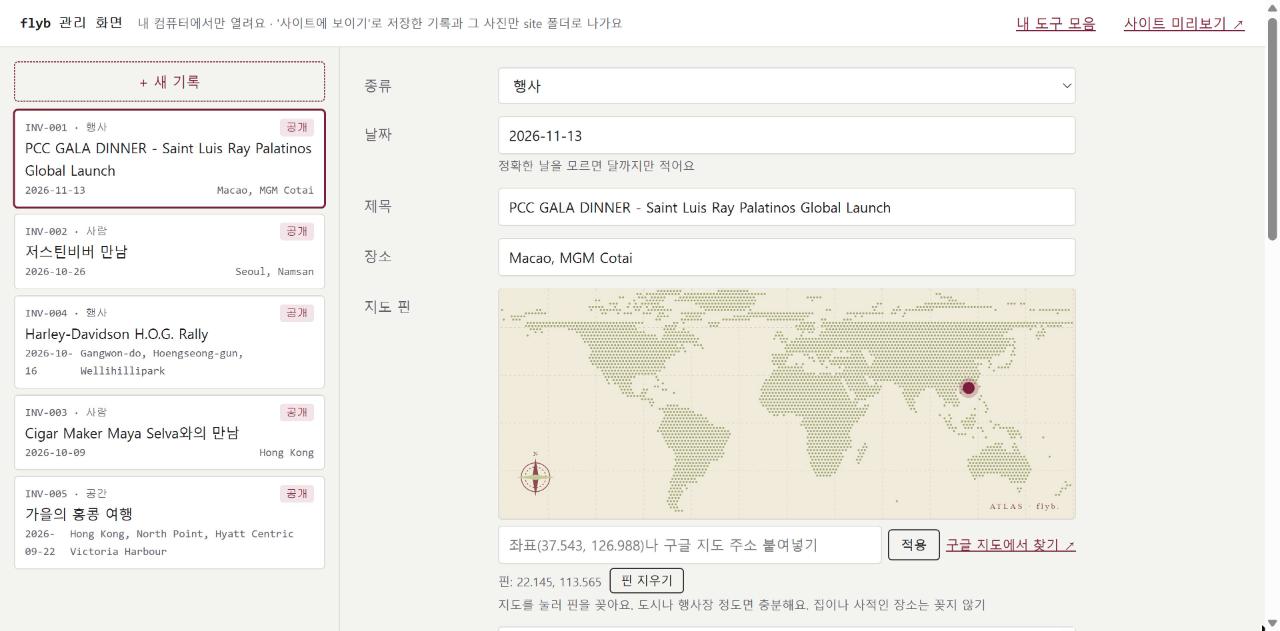 flyb 관리 화면 내 컴퓨터에서만 열려요 · '사이트에 보이기'로 저장한 기록과 그 사진만 site 폴더로 나가요
내 도구 모음 사이트 미리보기 ↗
+ 새 기록
INV-001 · 행사 공개
PCC GALA DINNER - Saint Luis Ray Palatinos
Global Launch
2026-11-13 Macao, MGM Cotai
INV-002 · 사람 공개
저스틴비버 만남
2026-10-26 Seoul, Namsan
INV-004 · 행사 공개
Harley-Davidson H.O.G. Rally
2026-10- Gangwon-do, Hoengseong-gun,
16 Wellihillipark
INV-003 · 사람 공개
Cigar Maker Maya Selva와의 만남
2026-10-09 Hong Kong
INV-005 · 공간 공개
가을의 홍콩 여행
2026- Hong Kong, North Point, Hyatt Centric
09-22 Victoria Harbour
종류 행사
날짜 2026-11-13
정확한 날을 모르면 달까지만 적어요
제목 PCC GALA DINNER - Saint Luis Ray Palatinos Global Launch
장소 Macao, MGM Cotai
지도 핀
N
ATLAS · flyb.
좌표(37.543, 126.988)나 구글 지도 주소 붙여넣기 적용 구글 지도에서 찾기 ↗
핀: 22.145, 113.565 핀 지우기
지도를 눌러 핀을 꽂아요. 도시나 행사장 정도면 충분해요. 집이나 사적인 장소는 꽂지 않기